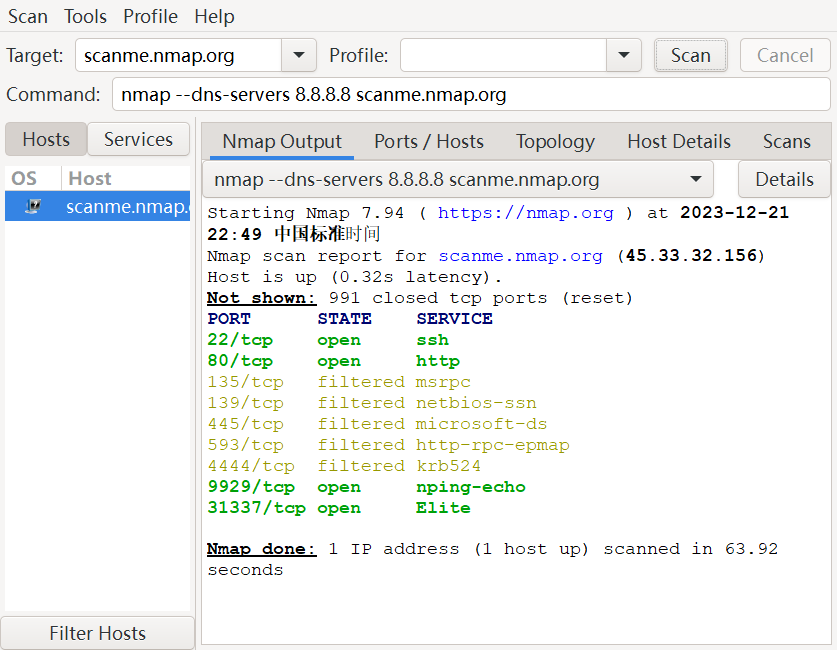 Scan Tools Profile Help
Target: scanme.nmap.org Profile: Scan Cancel
Command: nmap --dns-servers 8.8.8.8 scanme.nmap.org
Hosts Services Nmap Output Ports / Hosts Topology Host Details Scans
OS Host nmap --dns-servers 8.8.8.8 scanme.nmap.org Details
scanme.nmap.
Starting Nmap 7.94 ( https://nmap.org ) at 2023-12-21
22:49 中国标准时间
Nmap scan report for scanme.nmap.org (45.33.32.156)
Host is up (0.32s latency).
Not shown: 991 closed tcp ports (reset)
PORT STATE SERVICE
22/tcp open ssh
80/tcp open http
135/tcp filtered msrpc
139/tcp filtered netbios-ssn
445/tcp filtered microsoft-ds
593/tcp filtered http-rpc-epmap
4444/tcp filtered krb524
9929/tcp open nping-echo
31337/tcp open Elite
Nmap done: 1 IP address (1 host up) scanned in 63.92
seconds
Filter Hosts